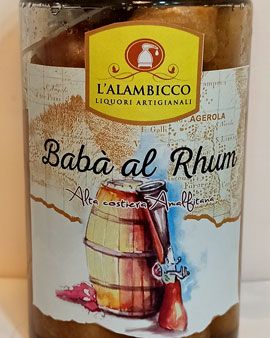 L'ALAMBICCO
LIQUORI ARTIGIANALI
AGEROLA
Babà al Rhum
Alta costiera Amalfitana